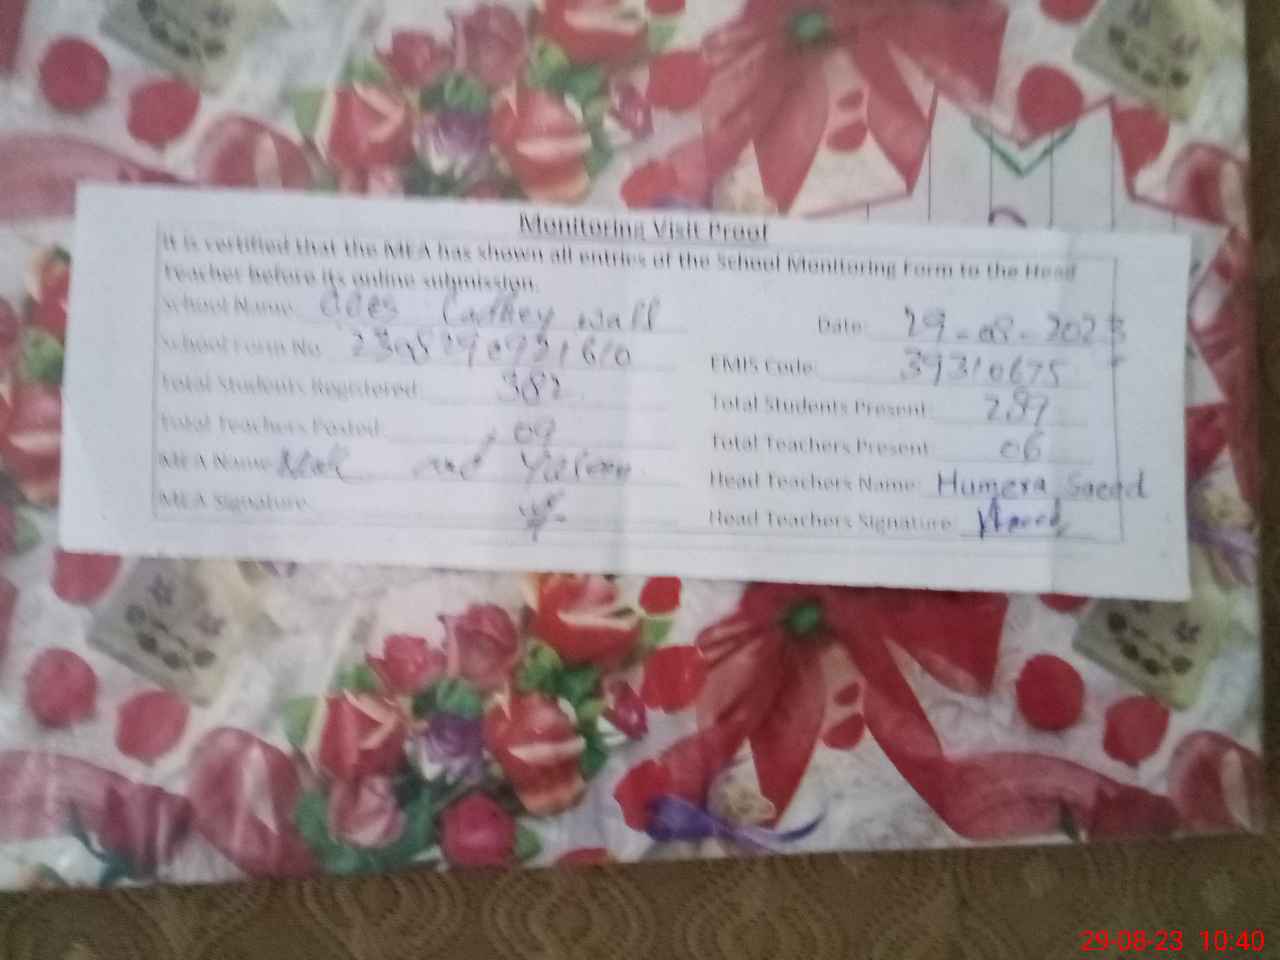 Monitoring Visit Proof
It is certified that the MEA has shown all entries of the School Monitoring Form to the Head
Teacher before its online submission.
School Name: wali Date: 29-08-2023
School Form No. EMIS Code: 39310675
Total Students Registered: 382 Total Students Present: 287
Total Teachers Posted: 09 Total Teachers Present: 06
MEA Name: Head Teachers Name: Humera Saeed
MEA Signature: Head Teachers Signature:
29-08-23 10:40